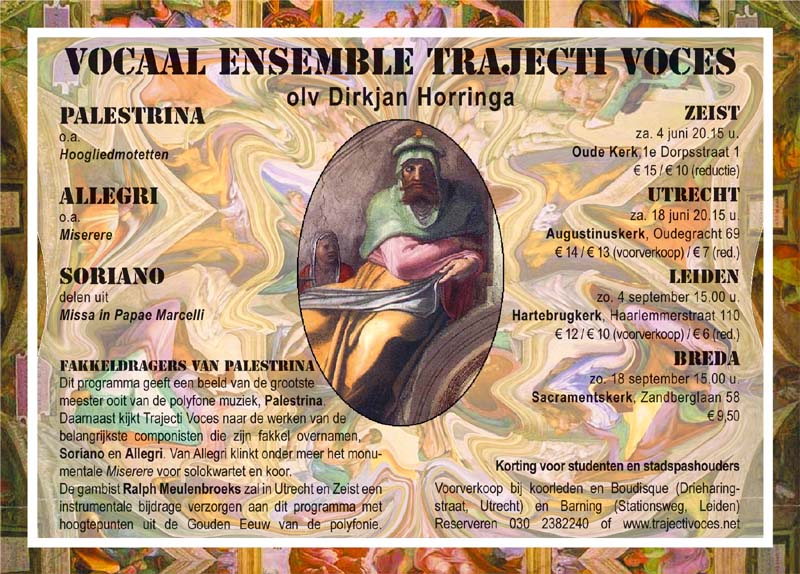 VOCAAL ENSEMBLE TRAJECTI VOCES
olv Dirkjan Horringa
PALESTRINA
o.a.
Hoogliedmotetten
ALLEGRI
o.a.
Miserere
SORIANO
delen uit
Missa in Papae Marcelli
FAKKELDRAGERS VAN PALESTRINA
Dit programma geeft een beeld van de grootste
meester ooit van de polyfone muziek, Palestrina.
Daarnaast kijkt Trajecti Voces naar de werken van de
belangrijkste componisten die zijn fakkel overnamen,
Soriano en Allegri. Van Allegri klinkt onder meer het monu-
mentale Miserere voor solokwartet en koor.
De gambist Ralph Meulenbroeks zal in Utrecht en Zeist een
instrumentale bijdrage verzorgen aan dit programma met
hoogtepunten uit de Gouden Eeuw van de polyfonie.
ZEIST
za. 4 juni 20.15 u.
Oude Kerk,1e Dorpsstraat 1
€ 15 / € 10 (reductie)
UTRECHT
za. 18 juni 20.15 u.
Augustinuskerk, Oudegracht 69
€ 14 / € 13 (voorverkoop) / € 7 (red.)
LEIDEN
zo. 4 september 15.00 u.
Hartebrugkerk, Haarlemmerstraat 110
€ 12 / € 10 (voorverkoop) / € 6 (red.)
BREDA
zo. 18 september 15.00 u.
Sacramentskerk, Zandberglaan 58
€ 9,50
Korting voor studenten en stadspashouders
Voorverkoop bij koorleden en Boudisque (Drieharing-
straat, Utrecht) en Barning (Stationsweg, Leiden)
Reserveren 030 2382240 of www.trajectivoces.net